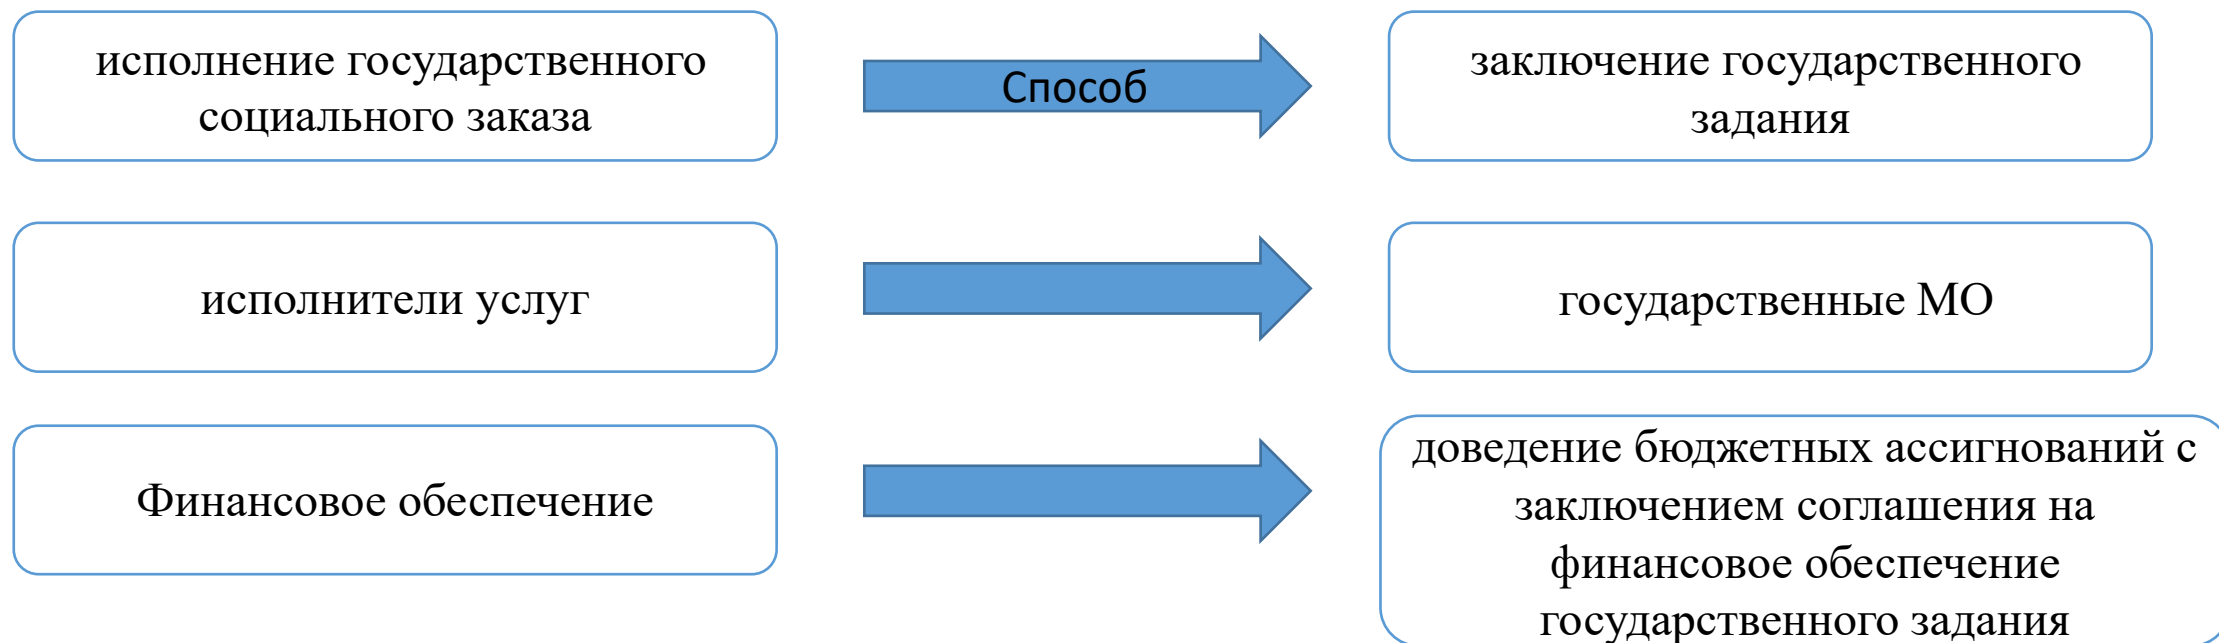 исполнение государственного
социального заказа
Способ
заключение государственного
задания
исполнители услуг
государственные МО
Финансовое обеспечение
доведение бюджетных ассигнований с
заключением соглашения на
финансовое обеспечение
государственного задания